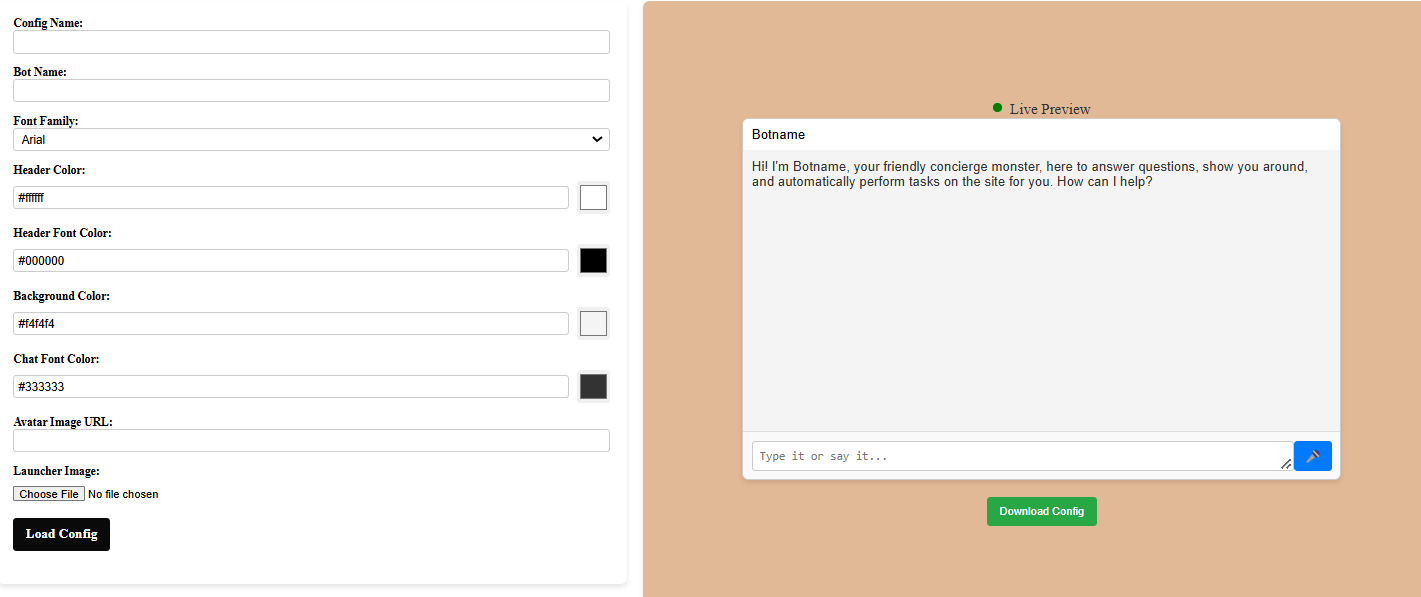 Config Name:
Bot Name:
Font Family:
Arial
Header Color:
#ffffff
Header Font Color:
#000000
Background Color:
#f4f4f4
Chat Font Color:
#333333
Avatar Image URL:
Launcher Image:
Choose File No file chosen
Load Config
Live Preview
Botname
Hi! I'm Botname, your friendly concierge monster, here to answer questions, show you around,
and automatically perform tasks on the site for you. How can I help?
Type it or say it...
Download Config